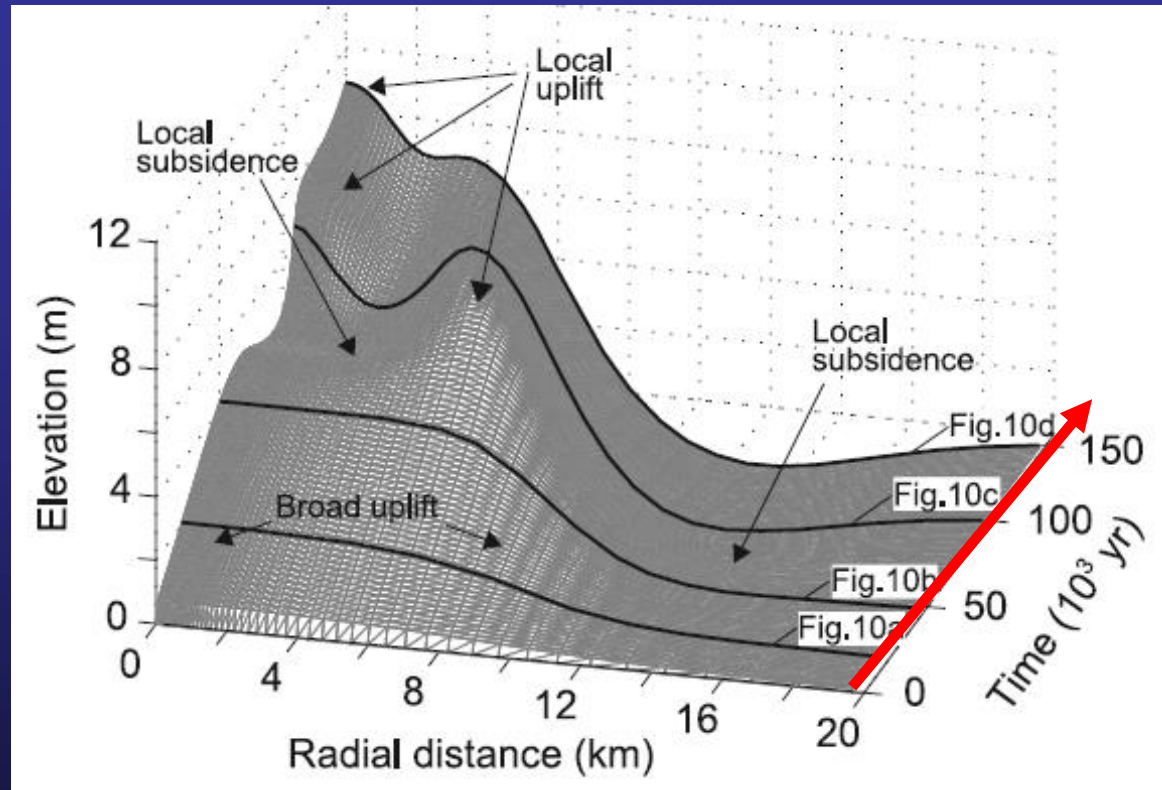 Local
uplift
Local
subsidence
12
8
4
0
Elevation (m)
Local
subsidence
Broad uplift
Fig.10d
Fig.10c
Fig.10b
Fig.10a
150
100
50
0
Time (10³ yr)
0
4
8
12
16
20
Radial distance (km)